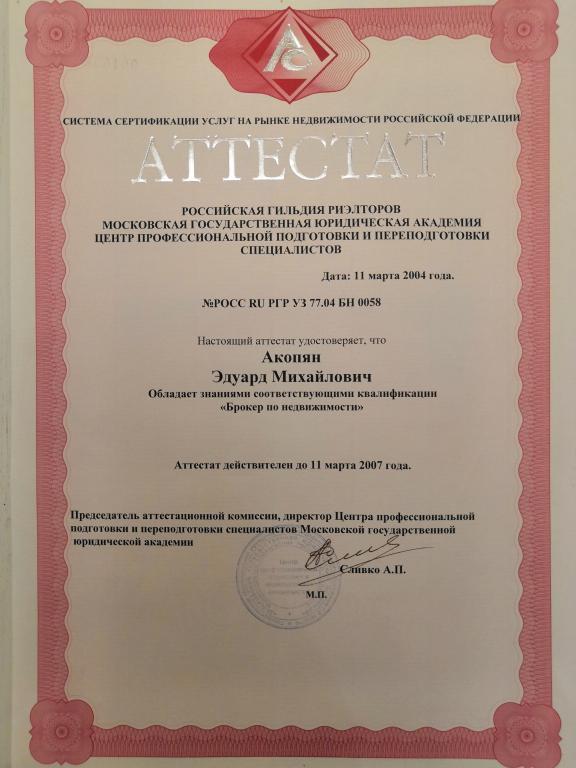 АС
СИСТЕМА СЕРТИФИКАЦИИ УСЛУГ НА РЫНКЕ НЕДВИЖИМОСТИ РОССИЙСКОЙ ФЕДЕРАЦИИ
АТТЕСТАТ
РОССИЙСКАЯ ГИЛЬДИЯ РИЭЛТОРОВ
МОСКОВСКАЯ ГОСУДАРСТВЕННАЯ ЮРИДИЧЕСКАЯ АКАДЕМИЯ
ЦЕНТР ПРОФЕССИОНАЛЬНОЙ ПОДГОТОВКИ И ПЕРЕПОДГОТОВКИ
СПЕЦИАЛИСТОВ
Дата: 11 марта 2004 года.
№РОСС RU РГР УЗ 77.04 БН 0058
Настоящий аттестат удостоверяет, что
Акопян
Эдуард Михайлович
Обладает знаниями соответствующими квалификации
«Брокер по недвижимости»
Аттестат действителен до 11 марта 2007 года.
Председатель аттестационной комиссии, директор Центра профессиональной
подготовки и переподготовки специалистов Московской государственной
юридической академии
Сливко А.П.
М.П.